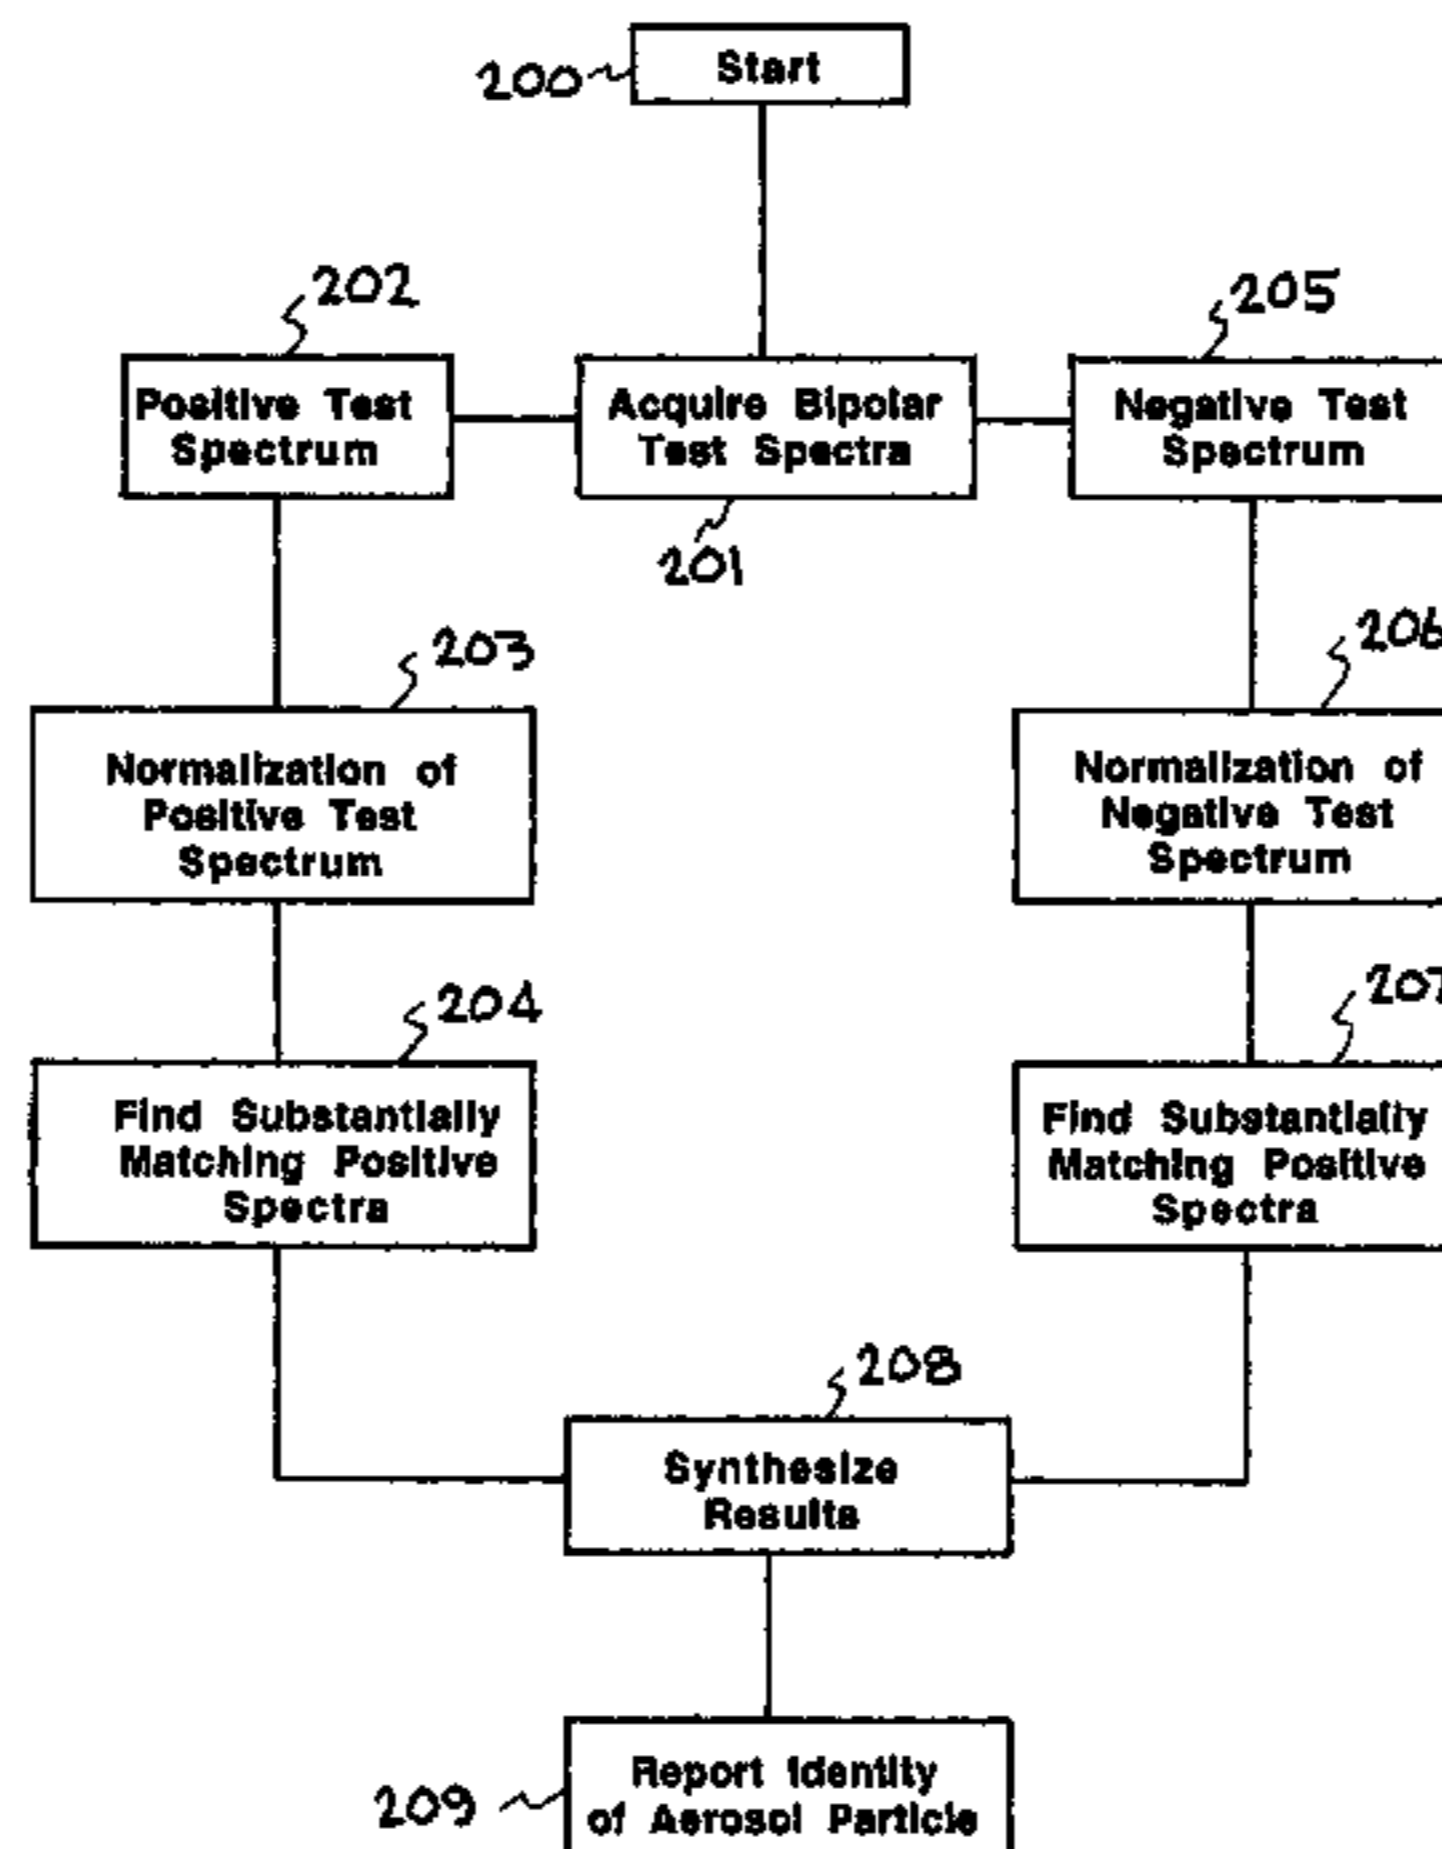 200
Start
202
Positive Test
Spectrum
Acquire Bipolar
Test Spectra
201
205
Negative Test
Spectrum
203
Normalization of
Positive Test
Spectrum
206
Normalization of
Negative Test
Spectrum
204
Find Substantially
Matching Positive
Spectra
207
Find Substantially
Matching Positive
Spectra
208
Synthesize
Results
209
Report Identity
of Aerosol Particle